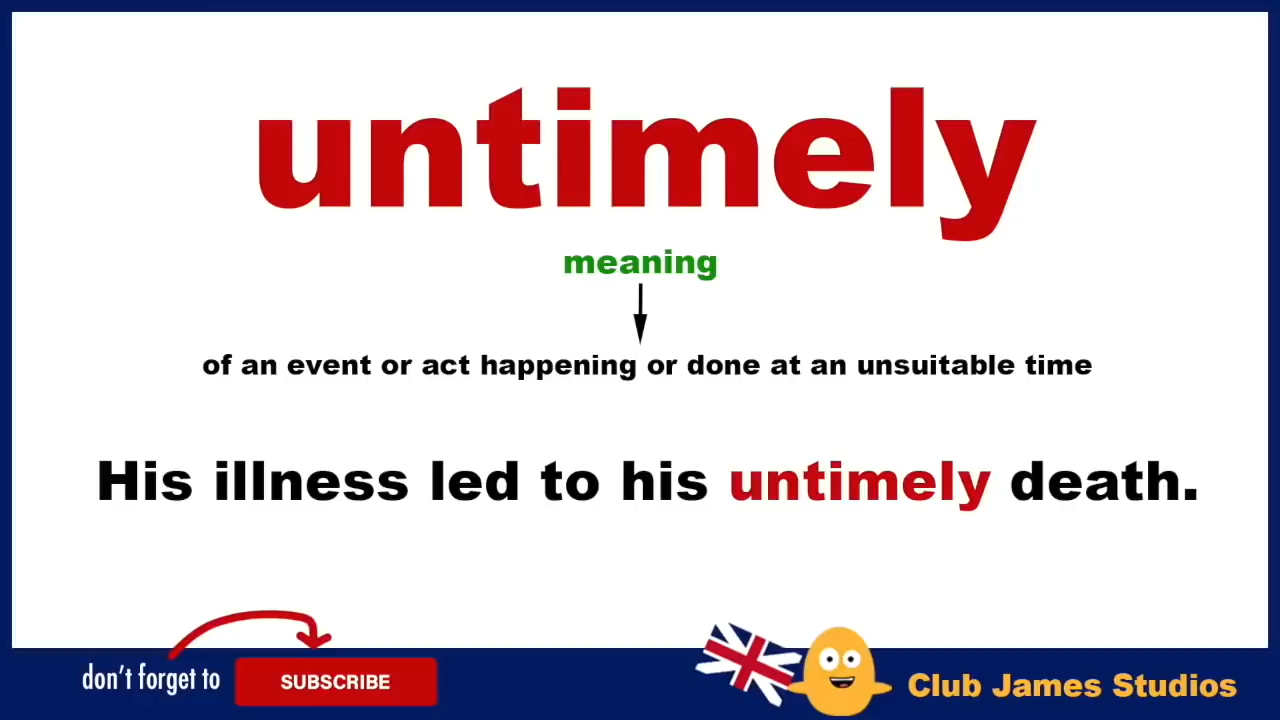 untimely
meaning
of an event or act happening or done at an unsuitable time
His illness led to his untimely death.
don't forget to SUBSCRIBE
Club James Studios